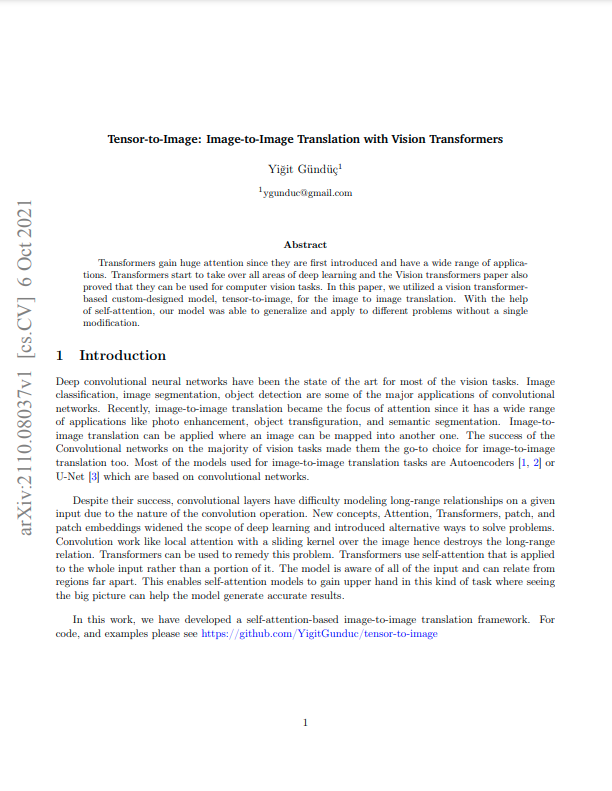 Tensor-to-Image: Image-to-Image Translation with Vision Transformers
Yiğit Gündüç1
1ygunduc@gmail.com
Abstract
Transformers gain huge attention since they are first introduced and have a wide range of applica-
tions. Transformers start to take over all areas of deep learning and the Vision transformers paper also
proved that they can be used for computer vision tasks. In this paper, we utilized a vision transformer-
based custom-designed model, tensor-to-image, for the image to image translation. With the help
of self-attention, our model was able to generalize and apply to different problems without a single
modification.
1 Introduction
Deep convolutional neural networks have been the state of the art for most of the vision tasks. Image
classification, image segmentation, object detection are some of the major applications of convolutional
networks. Recently, image-to-image translation became the focus of attention since it has a wide range
of applications like photo enhancement, object transfiguration, and semantic segmentation. Image-to-
image translation can be applied where an image can be mapped into another one. The success of the
Convolutional networks on the majority of vision tasks made them the go-to choice for image-to-image
translation too. Most of the models used for image-to-image translation tasks are Autoencoders [1, 2] or
U-Net [3] which are based on convolutional networks.
Despite their success, convolutional layers have difficulty modeling long-range relationships on a given
input due to the nature of the convolution operation. New concepts, Attention, Transformers, patch, and
patch embeddings widened the scope of deep learning and introduced alternative ways to solve problems.
Convolution work like local attention with a sliding kernel over the image hence destroys the long-range
relation. Transformers can be used to remedy this problem. Transformers use self-attention that is applied
to the whole input rather than a portion of it. The model is aware of all of the input and can relate from
regions far apart. This enables self-attention models to gain upper hand in this kind of task where seeing
the big picture can help the model generate accurate results.
In this work, we have developed a self-attention-based image-to-image translation framework. For
code, and examples please see https://github.com/YigitGunduc/tensor-to-image
1
arXiv:2110.08037v1 [cs.CV] 6 Oct 2021